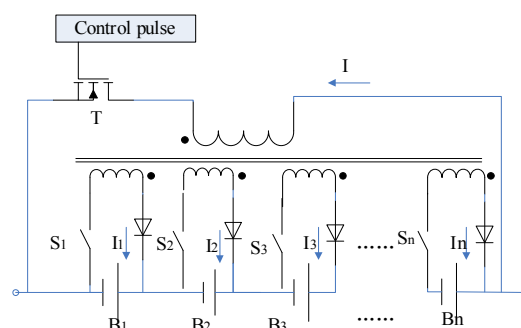 Control pulse
I
T
S1 I1 S2 I2 S3 I3 ...... Sn In
B1 B2 B3 ...... Bn